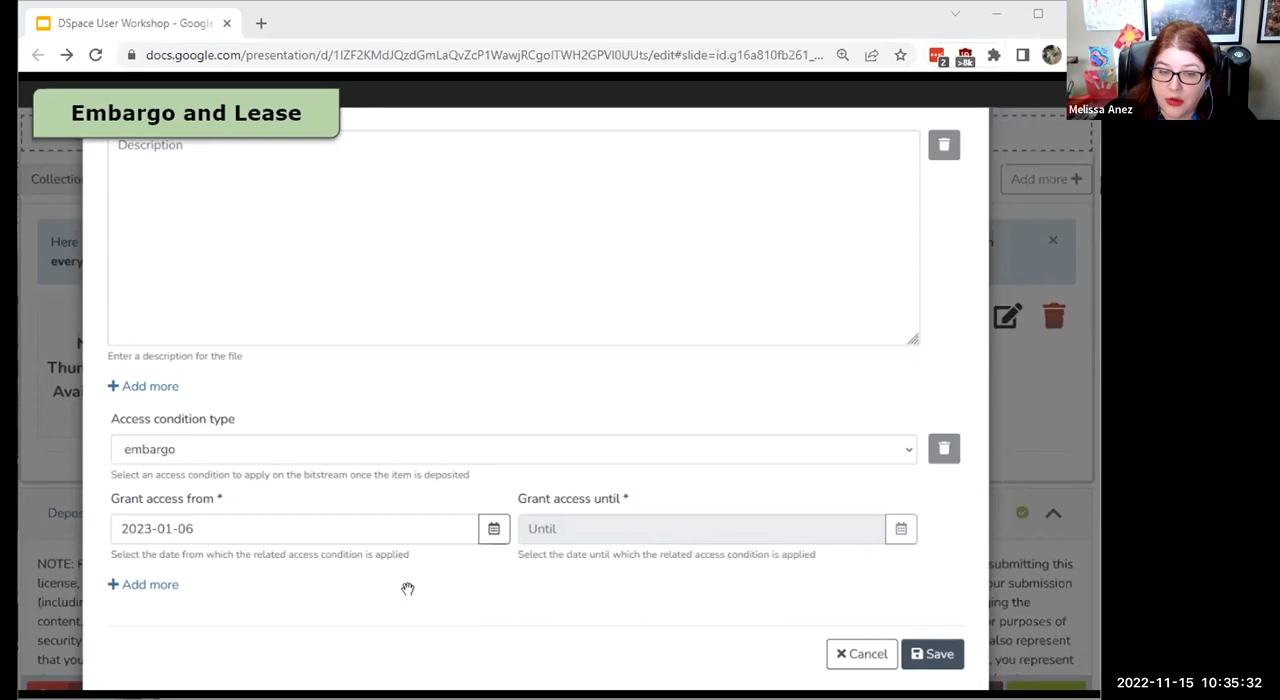 DSpace User Workshop - Googl
docs.google.com/presentation/d/1IZF2KMdJQzdGmLaQvZcP1WawjRCgoITWH2GPVI0UUts/edit#slide=id.g16a810fb261_...
2
>8k
Melissa Anez
Embargo and Lease
Description
Collectio
Add more
Here
every
Thur
Ava
Enter a description for the file
Add more
Access condition type
embargo
Select an access condition to apply on the bitstream once the item is deposited
Grant access from *
Grant access until *
Depos
2023-01-06
Until
Select the date from which the related access condition is applied
Select the date until which the related access condition is applied
Add more
NOTE:
license,
(includin
content,
security
that you
submitting this
our submission
ging the
r purposes of
also represent
, you represent
Cancel
Save
2022-11-15 10:35:32